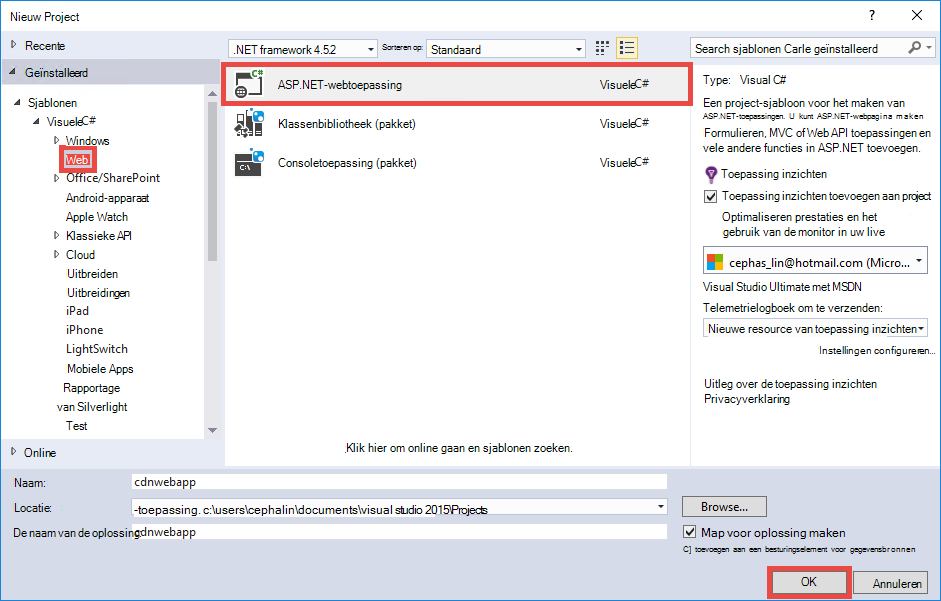 Nieuw Project
?
Recente
.NET framework 4.5.2
Sorteren op:
Standaard
Search sjablonen Carle geïnstalleerd
Geïnstalleerd
Sjablonen
VisueleC#
Windows
Web
Office/SharePoint
Android-apparaat
Apple Watch
Klassieke API
Cloud
Uitbreiden
Uitbreidingen
iPad
iPhone
LightSwitch
Mobiele Apps
Rapportage
van Silverlight
Test
Online
C#
ASP.NET-webtoepassing VisueleC#
Klassenbibliotheek (pakket) VisueleC#
C:\
Consoletoepassing (pakket) VisueleC#
Klik hier om online gaan en sjablonen zoeken.
Type: Visual C#
Een project-sjabloon voor het maken van
ASP.NET-toepassingen. U kunt ASP.NET-webpagina maken
Formulieren, MVC of Web API toepassingen en
vele andere functies in ASP.NET toevoegen.
Toepassing inzichten
Toepassing inzichten toevoegen aan project
Optimaliseren prestaties en het
gebruik van de monitor in uw live
cephas_lin@hotmail.com (Micro...
Visual Studio Ultimate met MSDN
Telemetrielogboek om te verzenden:
Nieuwe resource van toepassing inzichten
Instellingen configureren...
Uitleg over de toepassing inzichten
Privacyverklaring
Naam: cdnwebapp
Locatie: -toepassing. c:\users\cephalin\documents\visual studio 2015\Projects
Browse...
De naam van de oplossing: cdnwebapp
Map voor oplossing maken
C] toevoegen aan een besturingselement voor gegevensbronnen
OK
Annuleren